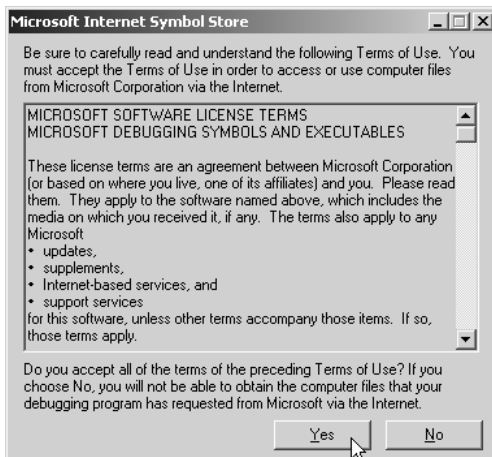 Microsoft Internet Symbol Store
Be sure to carefully read and understand the following Terms of Use. You
must accept the Terms of Use in order to access or use computer files
from Microsoft Corporation via the Internet.
MICROSOFT SOFTWARE LICENSE TERMS
MICROSOFT DEBUGGING SYMBOLS AND EXECUTABLES
These license terms are an agreement between Microsoft Corporation
(or based on where you live, one of its affiliates) and you. Please read
them. They apply to the software named above, which includes the
media on which you received it, if any. The terms also apply to any
Microsoft
• updates,
• supplements,
• Internet-based services, and
• support services
for this software, unless other terms accompany those items. If so,
those terms apply.
Do you accept all of the terms of the preceding Terms of Use? If you
choose No, you will not be able to obtain the computer files that your
debugging program has requested from Microsoft via the Internet.
Yes No